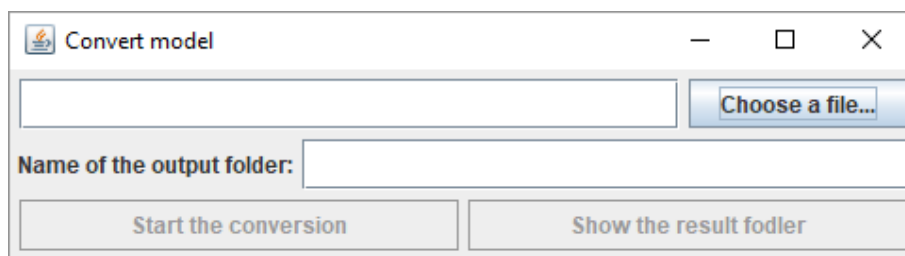 Convert model
Choose a file...
Name of the output folder:
Start the conversion Show the result fodler